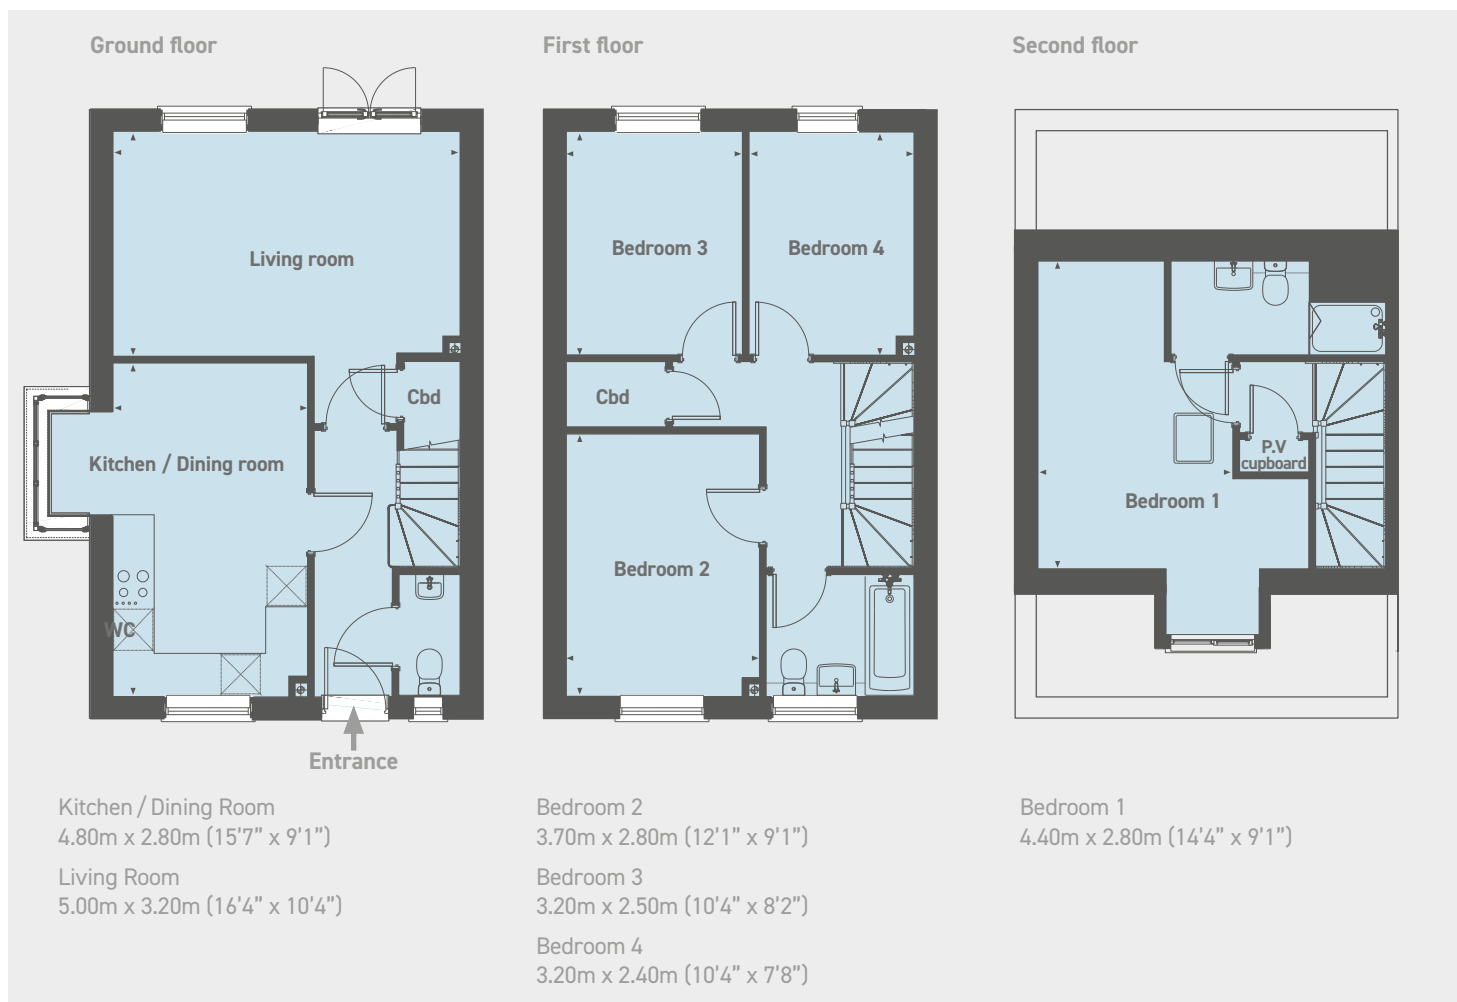 Ground floor
First floor
Second floor
Living room
Cbd
Kitchen / Dining room
WC
Entrance
Bedroom 3
Bedroom 4
Cbd
Bedroom 2
P.V
cupboard
Bedroom 1
Kitchen / Dining Room
4.80m x 2.80m (15'7” x 9'1”)
Living Room
5.00m x 3.20m (16'4” x 10'4”)
Bedroom 2
3.70m x 2.80m (12'1” x 9'1”)
Bedroom 3
3.20m x 2.50m (10'4” x 8'2”)
Bedroom 4
3.20m x 2.40m (10'4” x 7'8”)
Bedroom 1
4.40m x 2.80m (14'4” x 9'1”)